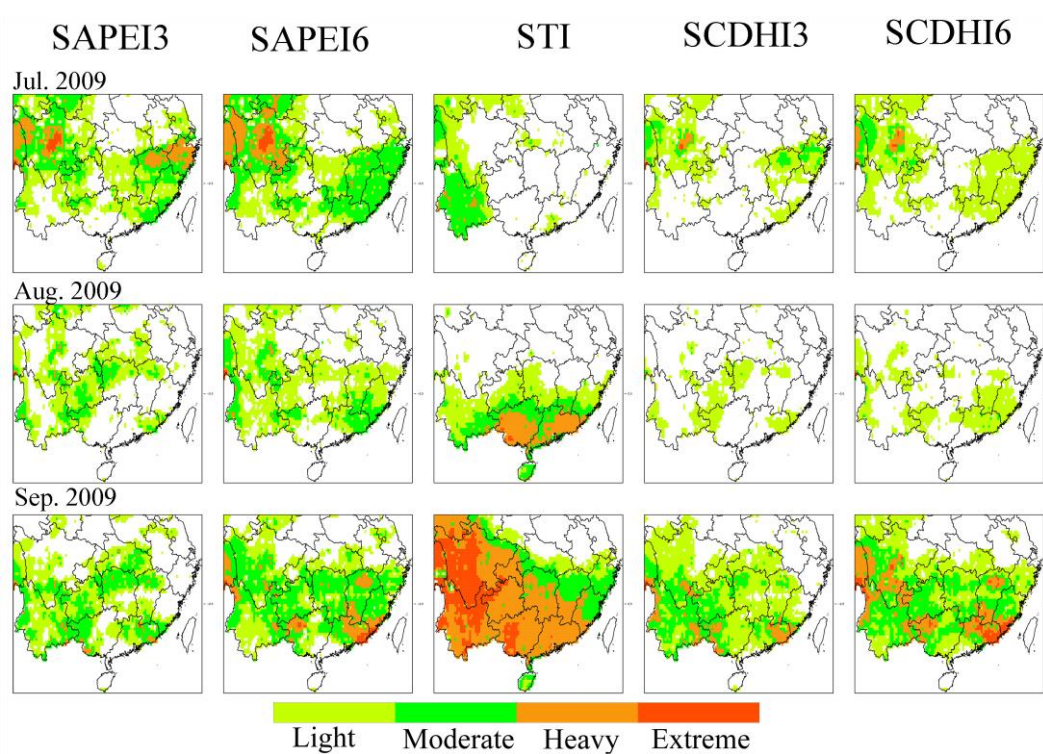 SAPEI3 SAPEI6 STI SCDHI3 SCDHI6
Jul. 2009
Aug. 2009
Sep. 2009
Light Moderate Heavy Extreme